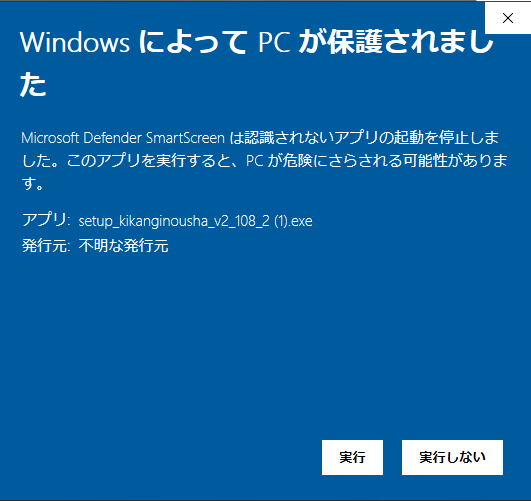 Windows によって PC が保護されまし
た
Microsoft Defender SmartScreen は認識されないアプリの起動を停止しま
した。このアプリを実行すると、PC が危険にさらされる可能性がありま
す。
アプリ: setup_kikanginousha_v2_108_2 (1).exe
発行元: 不明な発行元
実行 実行しない